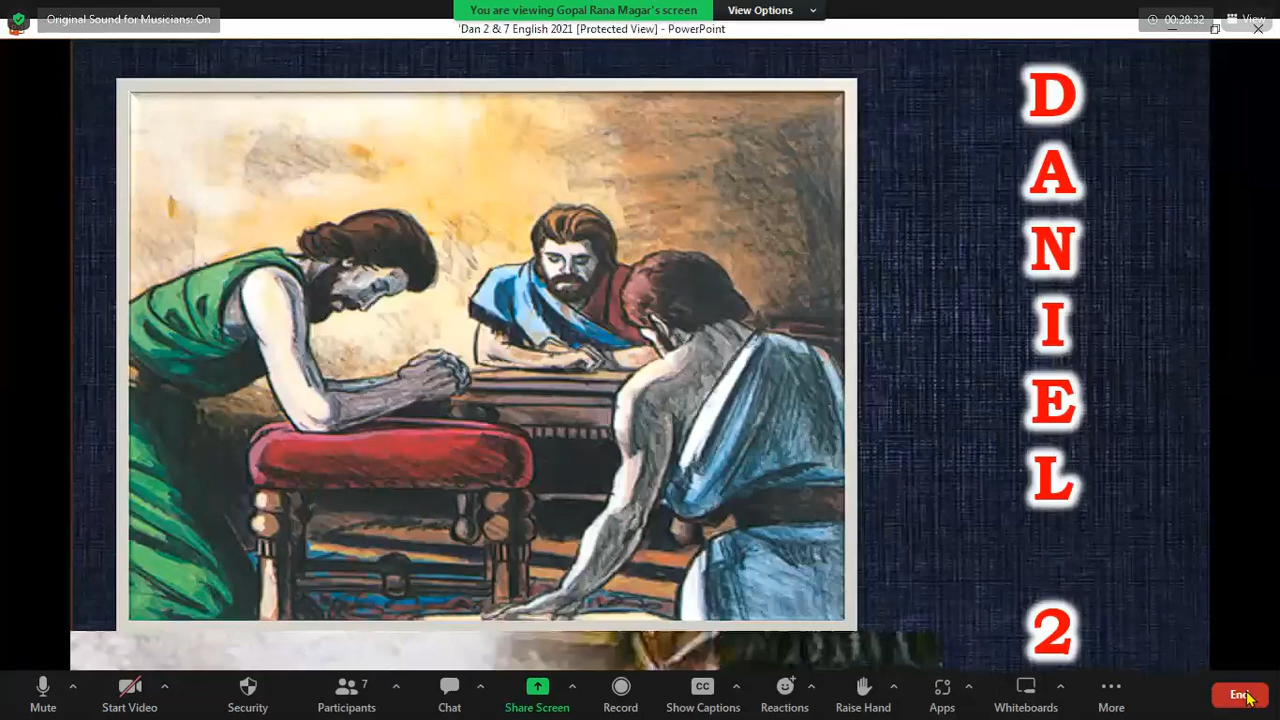 Original Sound for Musicians: On
You are viewing Gopal Rana Magar's screen
View Options
00:28:32
View
'Dan 2 & 7 English 2021 [Protected View] - PowerPoint
D
A
N
I
E
L
2
7
Mute
Start Video
Security
Participants
Chat
Share Screen
Record
CC
Show Captions
Reactions
Raise Hand
Apps
Whiteboards
More
End